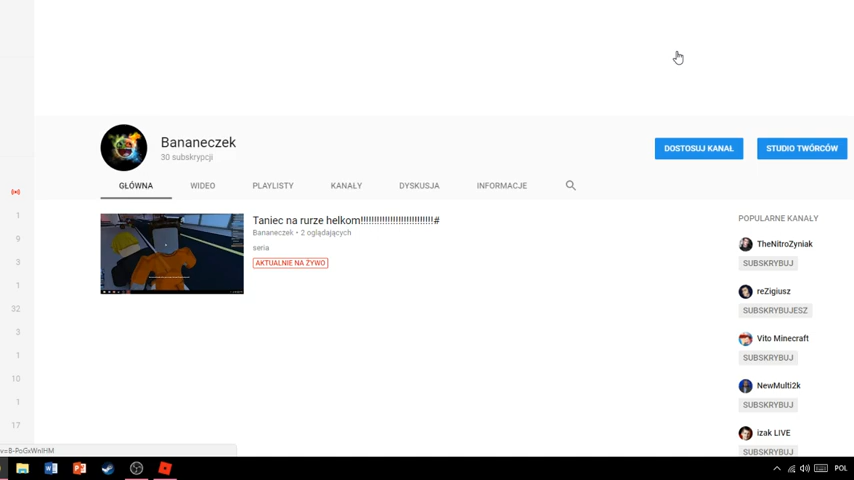 Bananeczek
30 subskrypcji
DOSTOSUJ KANAŁ
STUDIO TWÓRCÓW
GŁÓWNA WIDEO PLAYLISTY KANAŁY DYSKUSJA INFORMACJE
Taniec na rurze helkom!!!!!!!!!!!!!!!!!!!!!!!!!!!#
Bananeczek • 2 oglądających
seria
AKTUALNIE NA ŻYWO
POPULARNE KANAŁY
TheNitroZyniak
SUBSKRYBUJ
reZigiusz
SUBSKRYBUJESZ
Vito Minecraft
SUBSKRYBUJ
NewMulti2k
SUBSKRYBUJ
izak LIVE
SUBSKRYBUJ
1
9
3
1
32
3
1
10
1
17
v=8-PoGxWnIHM
POL